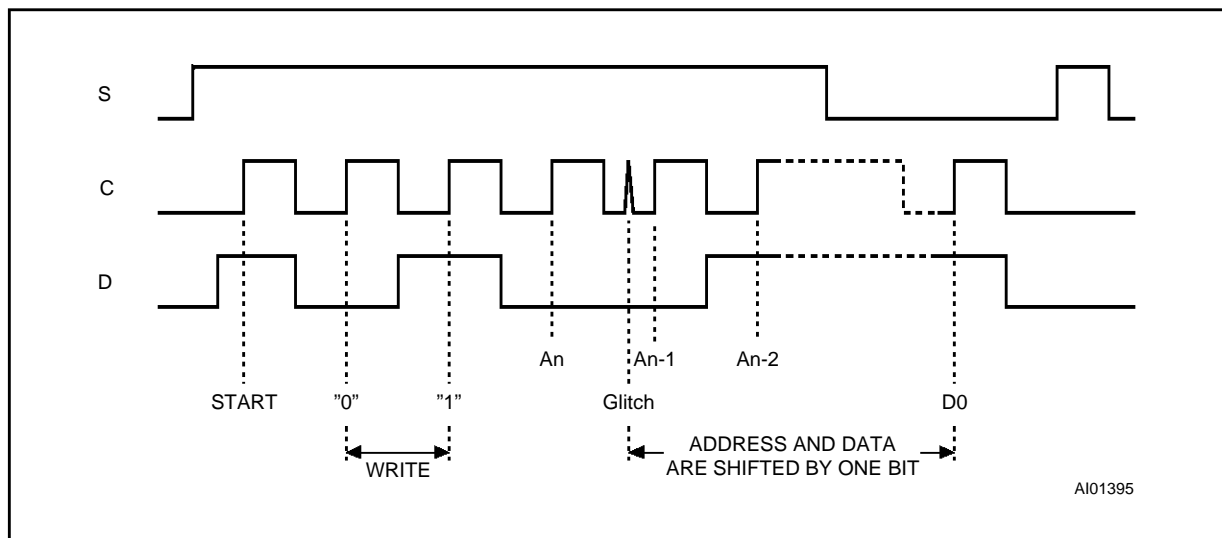 S
C
D
An
An-1
An-2
START
”0”
”1”
Glitch
D0
WRITE
ADDRESS AND DATA
ARE SHIFTED BY ONE BIT
AI01395